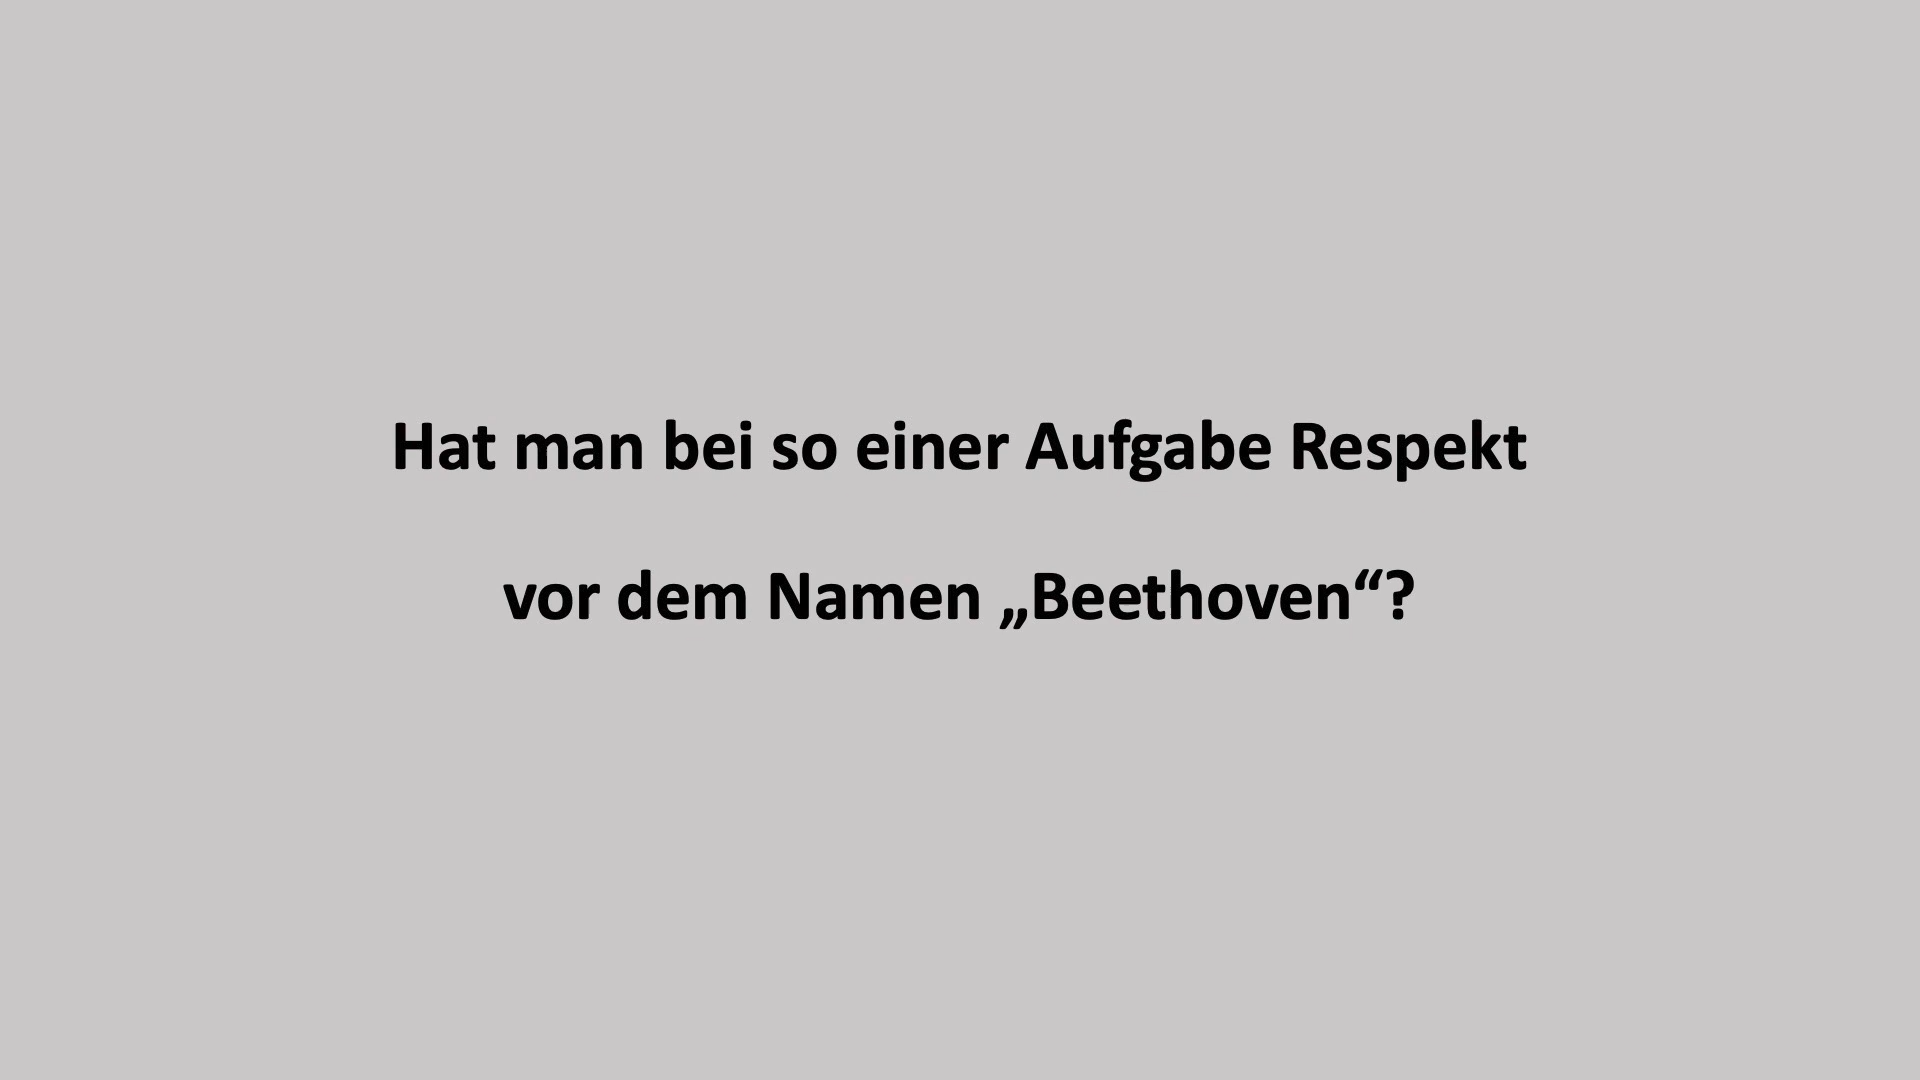 Hat man bei so einer Aufgabe Respekt
vor dem Namen „Beethoven“?